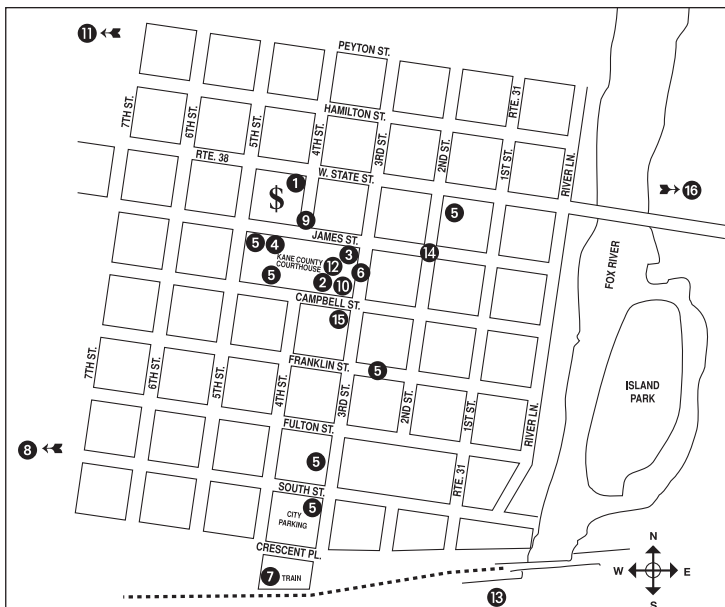 11
PEYTON ST.
RTE. 31
HAMILTON ST.
7TH ST.
6TH ST.
5TH ST.
4TH ST.
3RD ST.
2ND ST.
1ST ST.
RIVER LN.
RTE. 38
W. STATE ST.
1
$
16
5
9
JAMES ST.
14
5
4
3
KANE COUNTY
COURTHOUSE
12
6
5
2
10
FOX RIVER
CAMPBELL ST.
15
FRANKLIN ST.
5
7TH ST.
6TH ST.
5TH ST.
4TH ST.
3RD ST.
2ND ST.
1ST ST.
RIVER LN.
ISLAND
PARK
FULTON ST.
8
5
RTE. 31
SOUTH ST.
5
CITY
PARKING
CRESCENT PL.
7
TRAIN
13
N
W
E
S